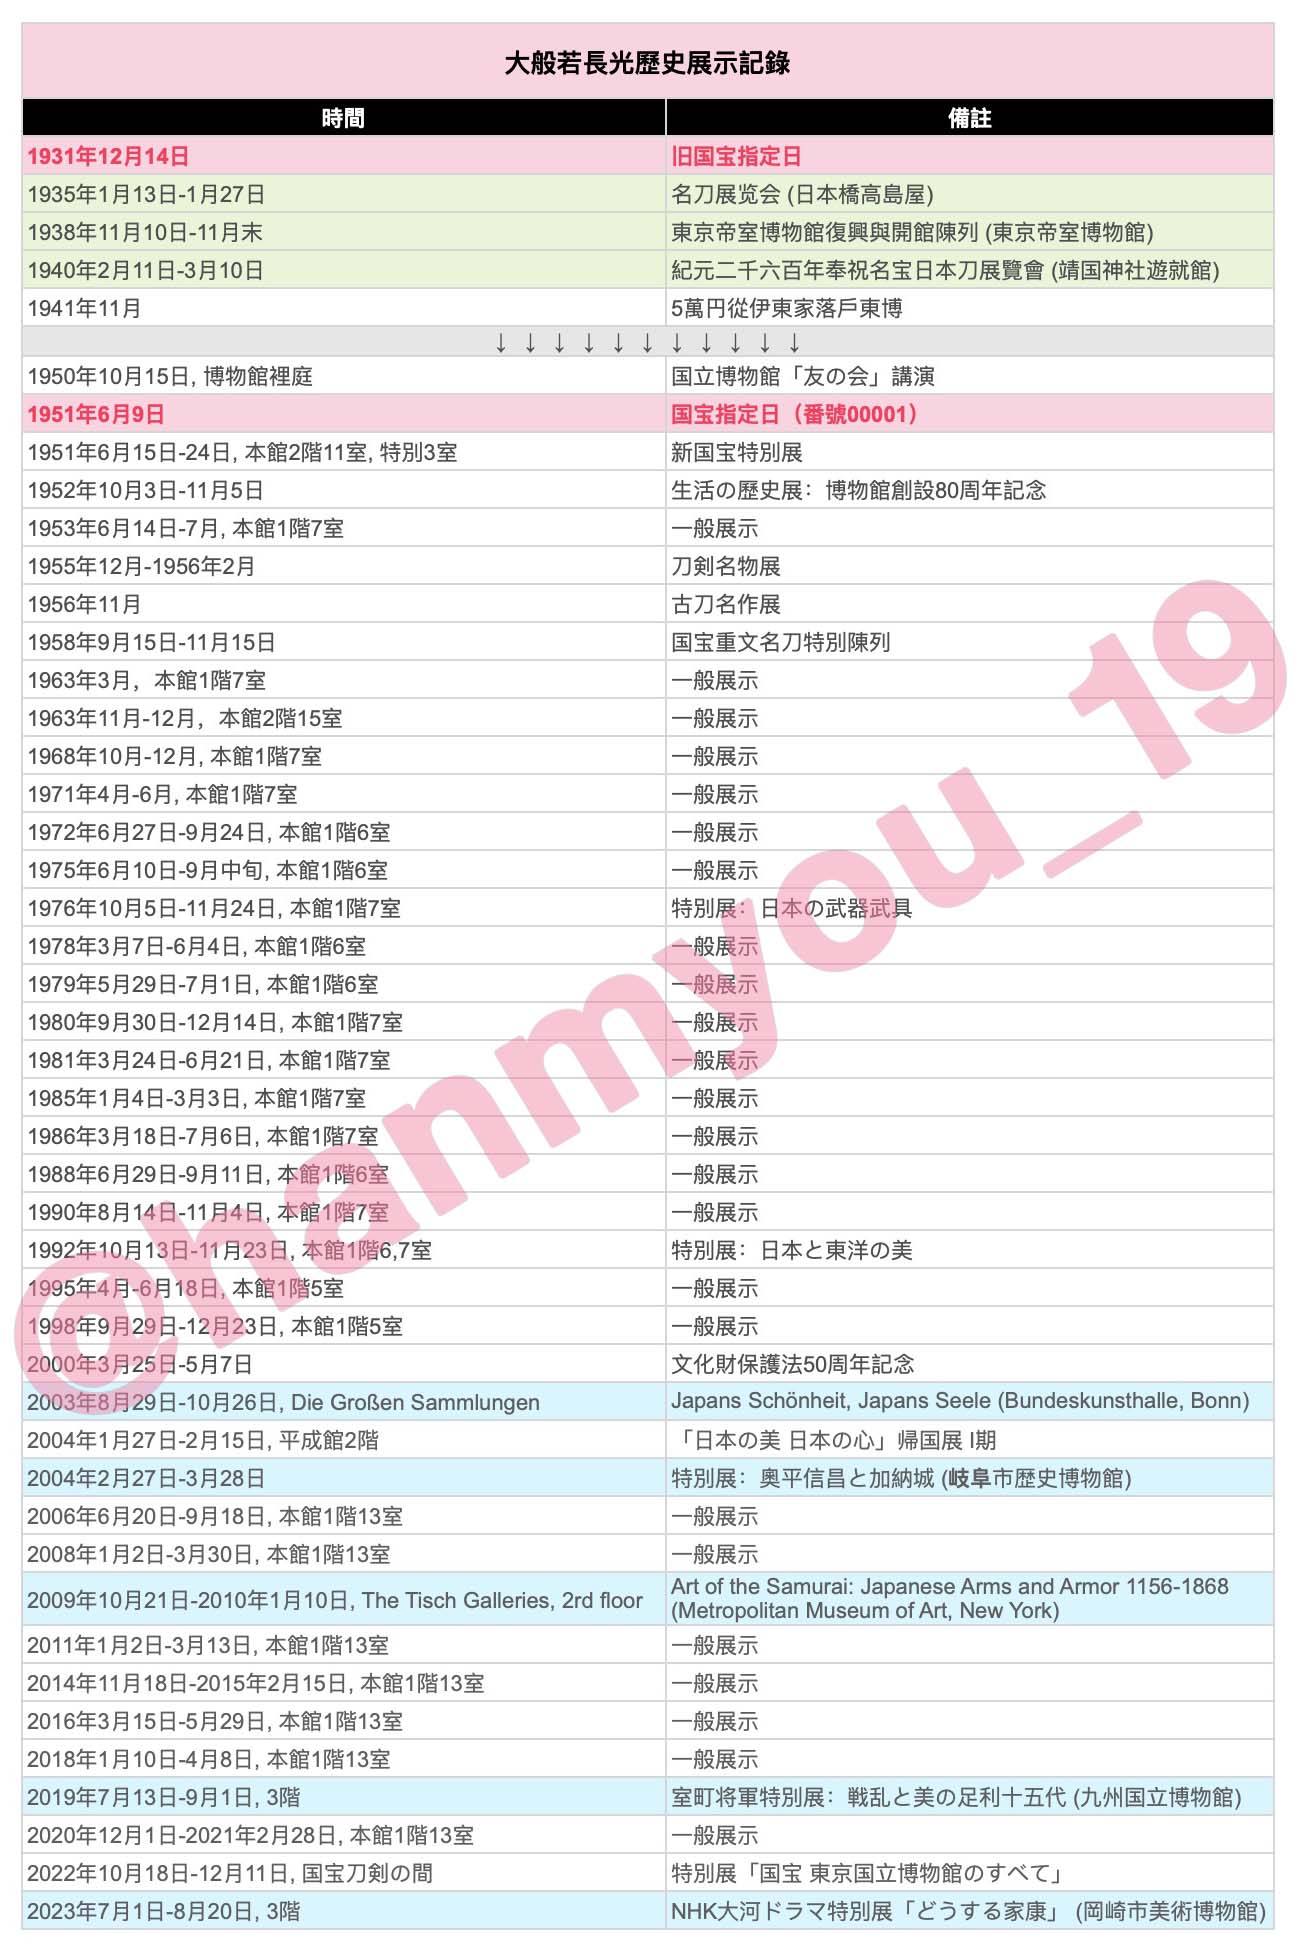 大般若長光歷史展示記錄
時間 備註
1931年12月14日 旧国宝指定日
1935年1月13日-1月27日 名刀展览会 (日本橋高島屋)
1938年11月10日-11月末 東京帝室博物館復興與開館陳列 (東京帝室博物館)
1940年2月11日-3月10日 紀元二千六百年奉祝名宝日本刀展覽會 (靖国神社遊就館)
1941年11月 5萬円從伊東家落戶東博
↓ ↓ ↓ ↓ ↓ ↓ ↓ ↓ ↓ ↓ ↓
1950年10月15日, 博物館裡庭 国立博物館「友の会」講演
1951年6月9日 国宝指定日（番號00001）
1951年6月15日-24日, 本館2階11室, 特別3室 新国宝特別展
1952年10月3日-11月5日 生活の歷史展：博物館創設80周年記念
1953年6月14日-7月, 本館1階7室 一般展示
1955年12月-1956年2月 刀剣名物展
1956年11月 古刀名作展
1958年9月15日-11月15日 国宝重文名刀特別陳列
1963年3月，本館1階7室 一般展示
1963年11月-12月，本館2階15室 一般展示
1968年10月-12月, 本館1階7室 一般展示
1971年4月-6月, 本館1階7室 一般展示
1972年6月27日-9月24日, 本館1階6室 一般展示
1975年6月10日-9月中旬, 本館1階6室 一般展示
1976年10月5日-11月24日, 本館1階7室 特別展：日本の武器武具
1978年3月7日-6月4日, 本館1階6室 一般展示
1979年5月29日-7月1日, 本館1階6室 一般展示
1980年9月30日-12月14日, 本館1階7室 一般展示
1981年3月24日-6月21日, 本館1階7室 一般展示
1985年1月4日-3月3日, 本館1階7室 一般展示
1986年3月18日-7月6日, 本館1階7室 一般展示
1988年6月29日-9月11日, 本館1階6室 一般展示
1990年8月14日-11月4日, 本館1階7室 一般展示
1992年10月13日-11月23日, 本館1階6,7室 特別展：日本と東洋の美
1995年4月-6月18日, 本館1階5室 一般展示
1998年9月29日-12月23日, 本館1階5室 一般展示
2000年3月25日-5月7日 文化財保護法50周年記念
2003年8月29日-10月26日, Die Großen Sammlungen Japans Schönheit, Japans Seele (Bundeskunsthalle, Bonn)
2004年1月27日-2月15日, 平成館2階 「日本の美 日本の心」帰国展 I期
2004年2月27日-3月28日 特別展：奥平信昌と加納城 (岐阜市歴史博物館)
2006年6月20日-9月18日, 本館1階13室 一般展示
2008年1月2日-3月30日, 本館1階13室 一般展示
2009年10月21日-2010年1月10日, The Tisch Galleries, 2rd floor Art of the Samurai: Japanese Arms and Armor 1156-1868
(Metropolitan Museum of Art, New York)
2011年1月2日-3月13日, 本館1階13室 一般展示
2014年11月18日-2015年2月15日, 本館1階13室 一般展示
2016年3月15日-5月29日, 本館1階13室 一般展示
2018年1月10日-4月8日, 本館1階13室 一般展示
2019年7月13日-9月1日, 3階 室町将軍特別展：戦乱と美の足利十五代 (九州国立博物館)
2020年12月1日-2021年2月28日, 本館1階13室 一般展示
2022年10月18日-12月11日, 国宝刀剣の間 特別展「国宝 東京国立博物館のすべて」
2023年7月1日-8月20日, 3階 NHK大河ドラマ特別展「どうする家康」 (岡崎市美術博物館)
@hanmyou_19